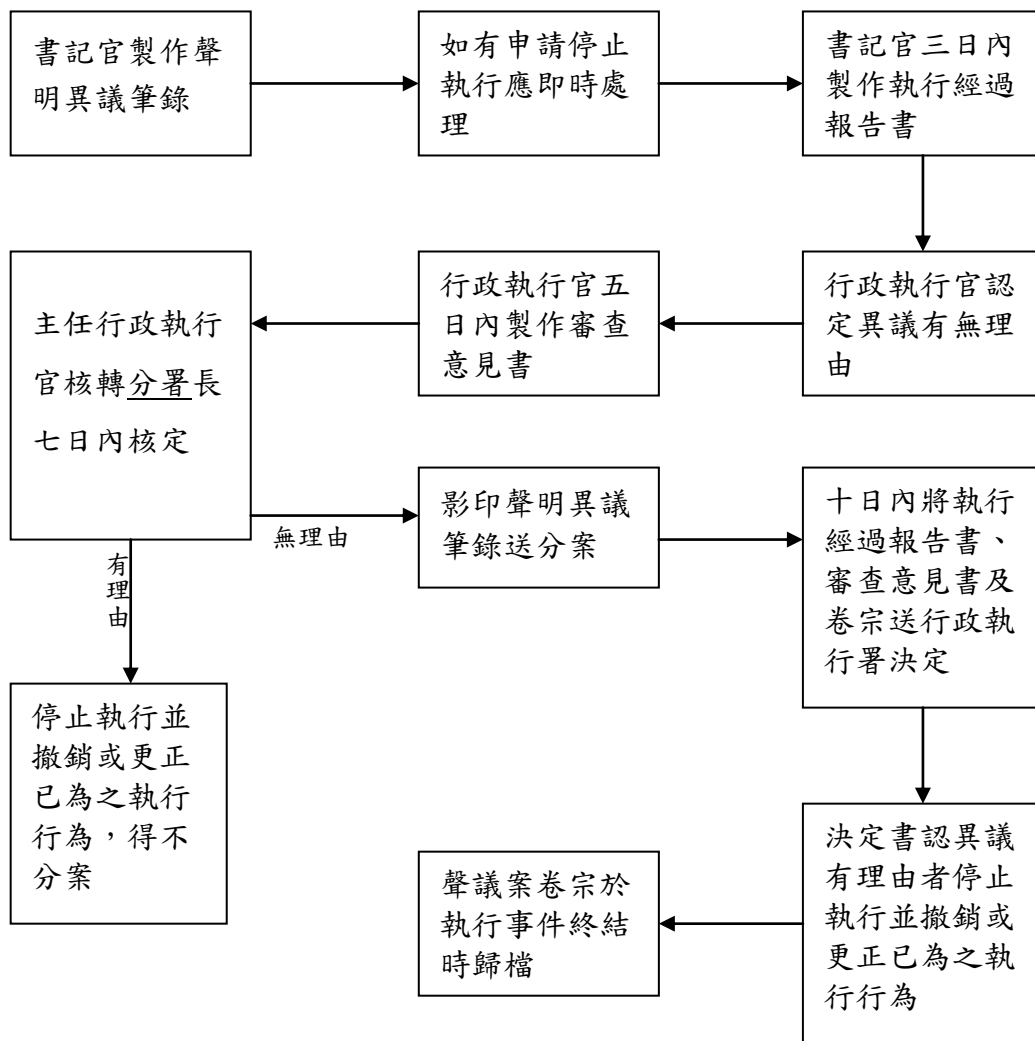 書記官製作聲
明異議筆錄
如有申請停止
執行應即時處
理
書記官三日內
製作執行經過
報告書
行政執行官認
定異議有無理
由
行政執行官五
日內製作審查
意見書
主任行政執行
官核轉分署長
七日內核定
無理由
有
理
由
影印聲明異議
筆錄送分案
十日內將執行
經過報告書、
審查意見書及
卷宗送行政執
行署決定
停止執行並
撤銷或更正
已為之執行
行為，得不
分案
決定書認異議
有理由者停止
執行並撤銷或
更正已為之執
行行為
聲議案卷宗於
執行事件終結
時歸檔